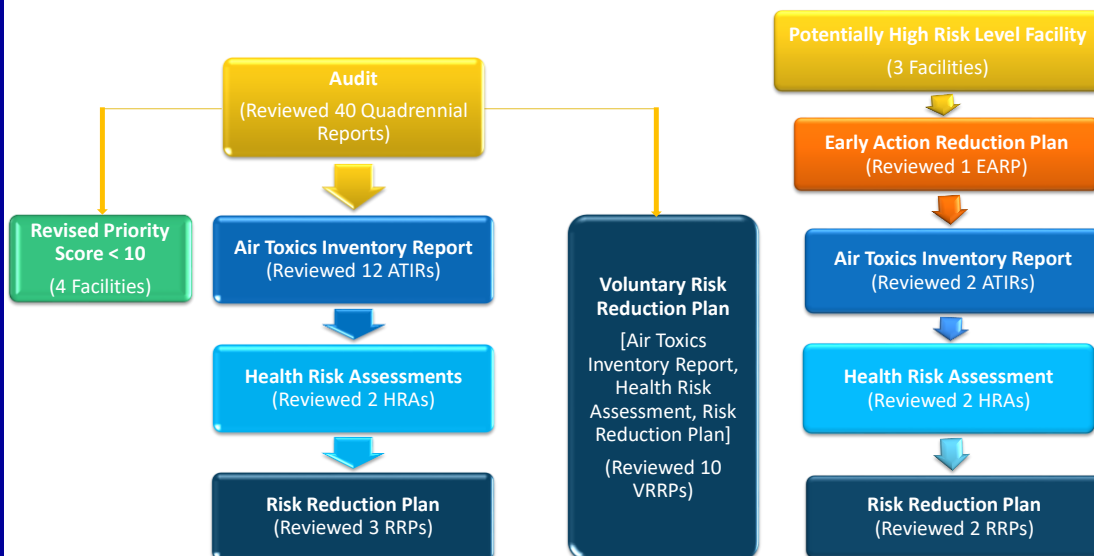 Audit
(Reviewed 40 Quadrennial
Reports)
Revised Priority
Score < 10
(4 Facilities)
Air Toxics Inventory Report
(Reviewed 12 ATIRs)
Health Risk Assessments
(Reviewed 2 HRAs)
Risk Reduction Plan
(Reviewed 3 RRPs)
Voluntary Risk
Reduction Plan
[Air Toxics
Inventory Report,
Health Risk
Assessment, Risk
Reduction Plan]
(Reviewed 10
VRRPs)
Potentially High Risk Level Facility
(3 Facilities)
Early Action Reduction Plan
(Reviewed 1 EARP)
Air Toxics Inventory Report
(Reviewed 2 ATIRs)
Health Risk Assessment
(Reviewed 2 HRAs)
Risk Reduction Plan
(Reviewed 2 RRPs)